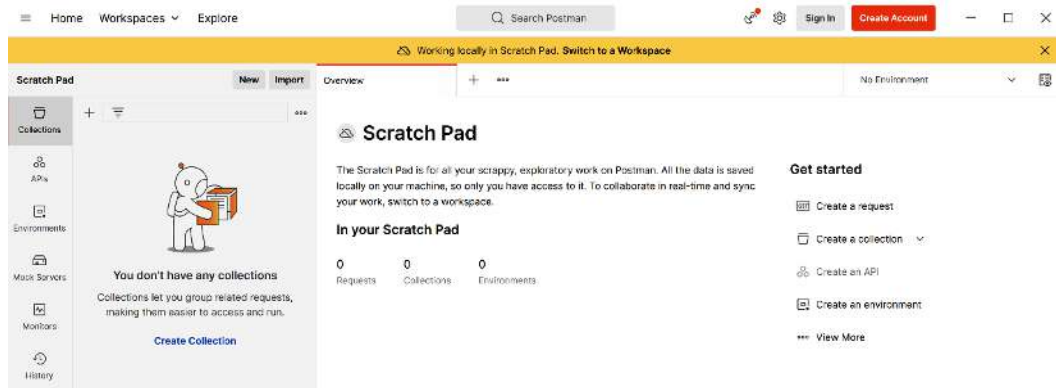 Home Workspaces Explore Search Postman Sign In Create Account
Working locally in Scratch Pad. Switch to a Workspace
Scratch Pad New Import Overview No Environment
Collections
APIs
Environments
Mock Servers
Monitors
History
You don't have any collections
Collections let you group related requests,
making them easier to access and run.
Create Collection
Scratch Pad
The Scratch Pad is for all your scrappy, exploratory work on Postman. All the data is saved
locally on your machine, so only you have access to it. To collaborate in real-time and sync
your work, switch to a workspace.
In your Scratch Pad
0 0 0
Requests Collections Environments
Get started
GET Create a request
Create a collection
Create an API
Create an environment
View More